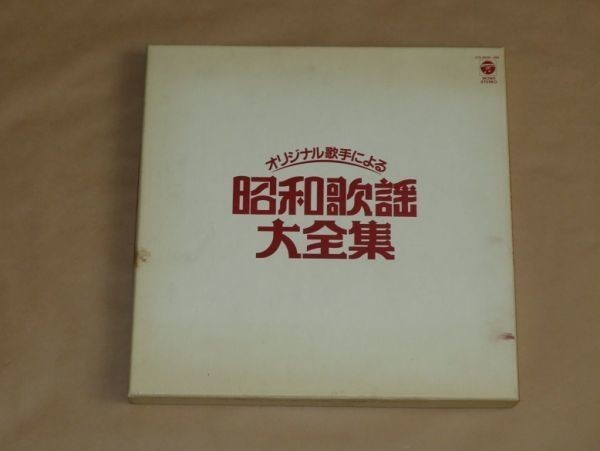 オリジナル歌手による
昭和歌謡
大全集